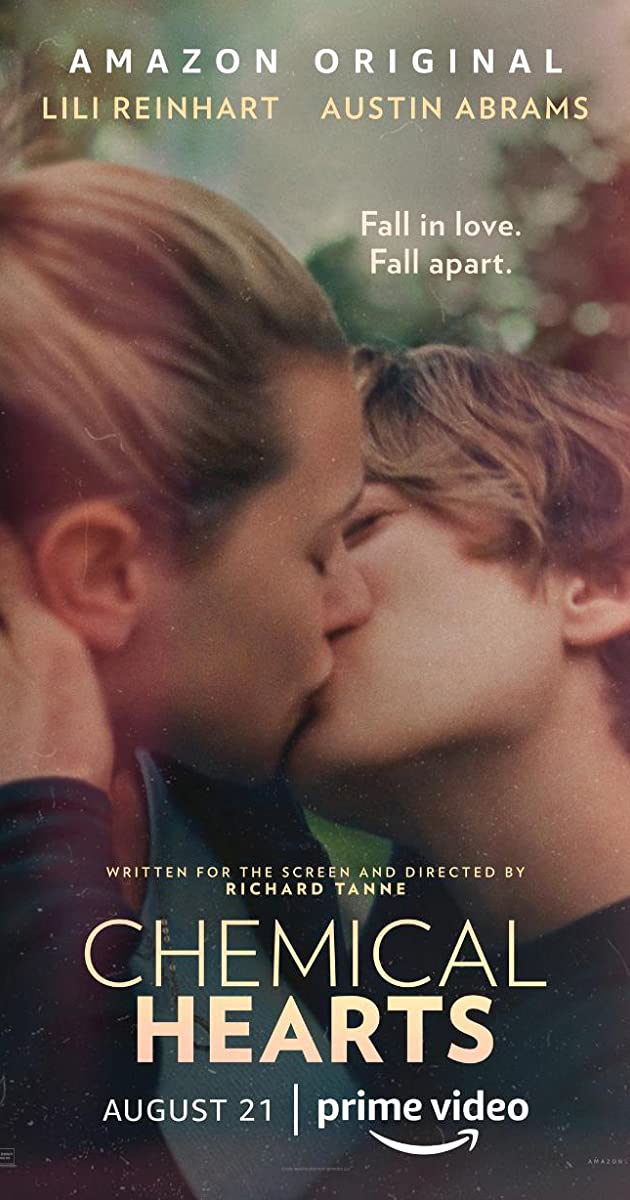 AMAZON ORIGINAL
LILI REINHART AUSTIN ABRAMS
Fall in love.
Fall apart.
WRITTEN FOR THE SCREEN AND DIRECTED BY
RICHARD TANNE
CHEMICAL
HEARTS
AUGUST 21 | prime video
AMAZON